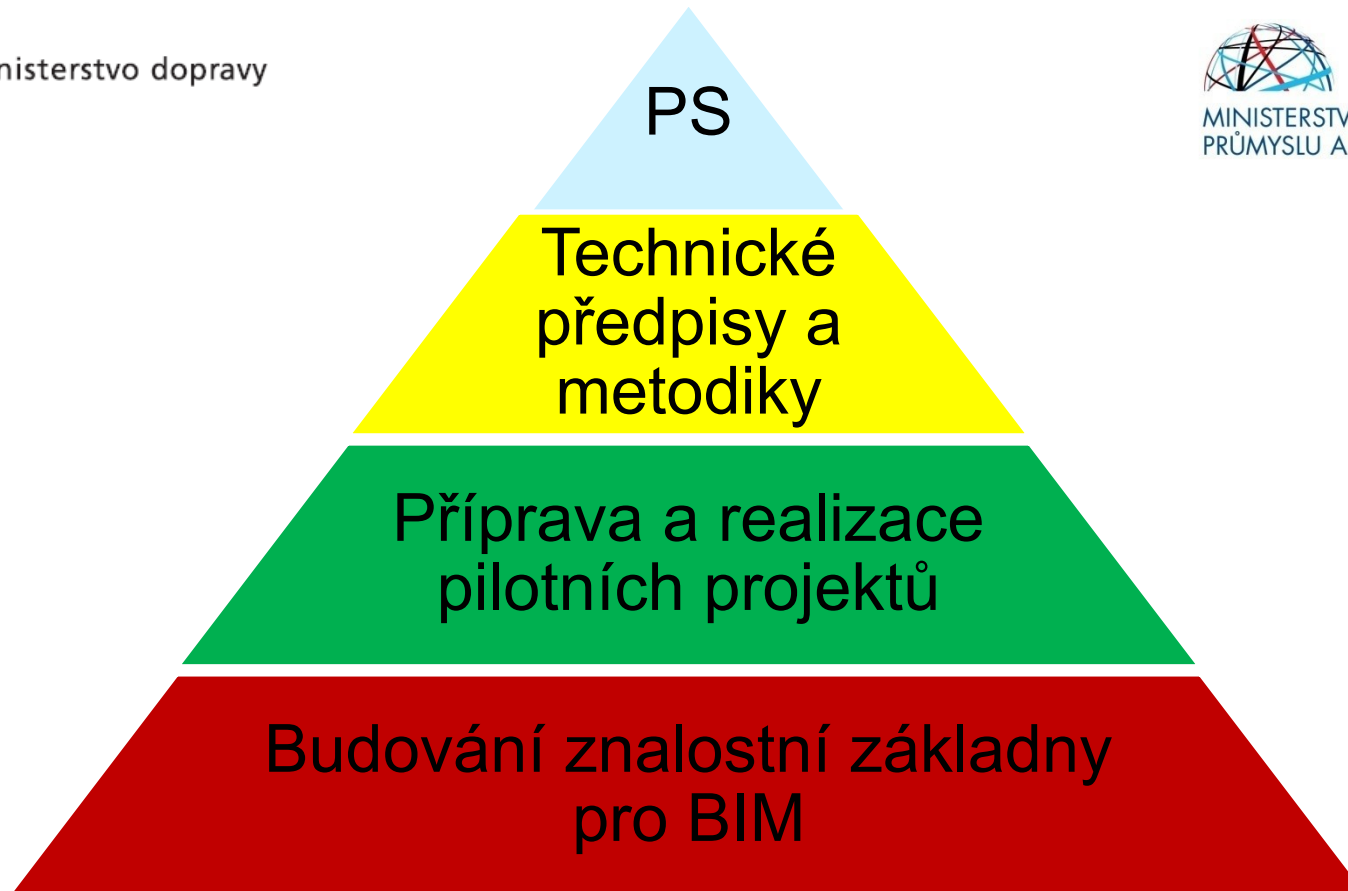 nisterstvo dopravy
MINISTERSTV
PRŮMYSLU A
PS
Technické
předpisy a
metodiky
Příprava a realizace
pilotních projektů
Budování znalostní základny
pro BIM